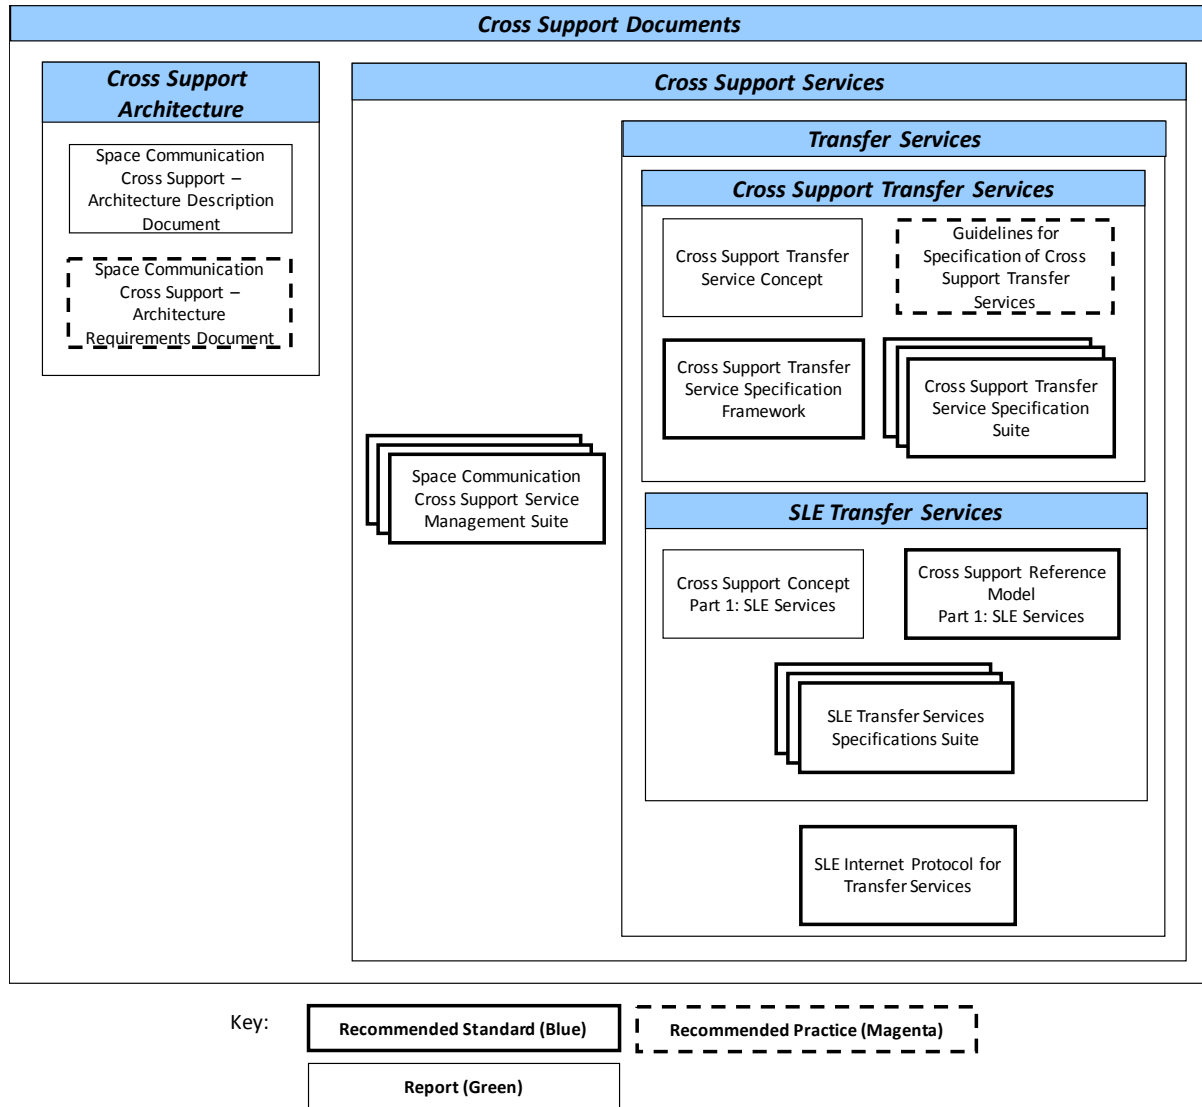 Cross Support Documents
Cross Support
Architecture
Space Communication
Cross Support –
Architecture Description
Document
Space Communication
Cross Support –
Architecture
Requirements Document
Cross Support Services
Space Communication
Cross Support Service
Management Suite
Transfer Services
Cross Support Transfer Services
Cross Support Transfer
Service Concept
Guidelines for
Specification of Cross
Support Transfer
Services
Cross Support Transfer
Service Specification
Framework
Cross Support Transfer
Service Specification
Suite
SLE Transfer Services
Cross Support Concept
Part 1: SLE Services
Cross Support Reference
Model
Part 1: SLE Services
SLE Transfer Services
Specifications Suite
SLE Internet Protocol for
Transfer Services
Key:
Recommended Standard (Blue)
Recommended Practice (Magenta)
Report (Green)